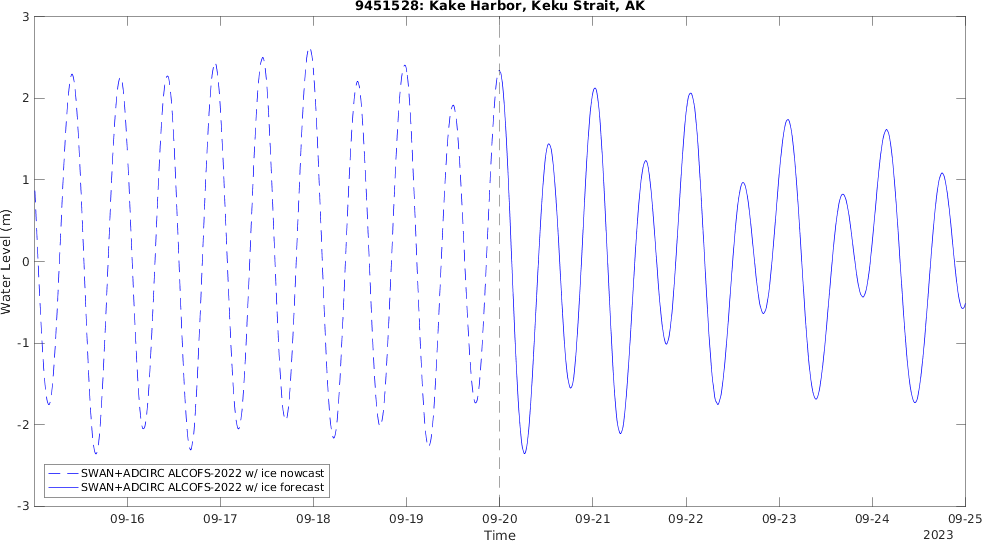 9451528: Kake Harbor, Keku Strait, AK
3
2
1
0
-1
-2
-3
Water Level (m)
SWAN+ADCIRC ALCOFS-2022 w/ ice nowcast
SWAN+ADCIRC ALCOFS-2022 w/ ice forecast
09-16 09-17 09-18 09-19 09-20 09-21 09-22 09-23 09-24 09-25
Time
2023